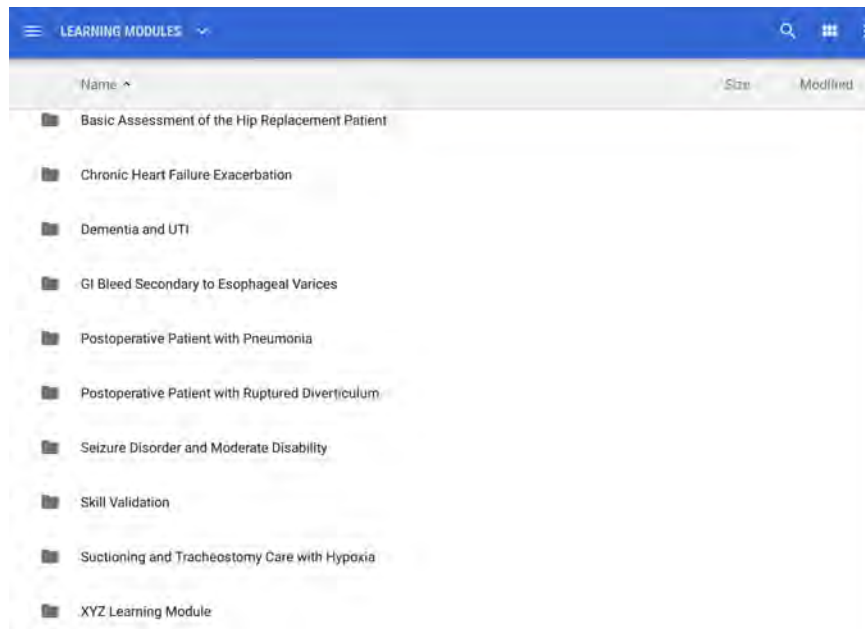 LEARNING MODULES
Name
Size
Modified
Basic Assessment of the Hip Replacement Patient
Chronic Heart Failure Exacerbation
Dementia and UTI
GI Bleed Secondary to Esophageal Varices
Postoperative Patient with Pneumonia
Postoperative Patient with Ruptured Diverticulum
Seizure Disorder and Moderate Disability
Skill Validation
Suctioning and Tracheostomy Care with Hypoxia
XYZ Learning Module